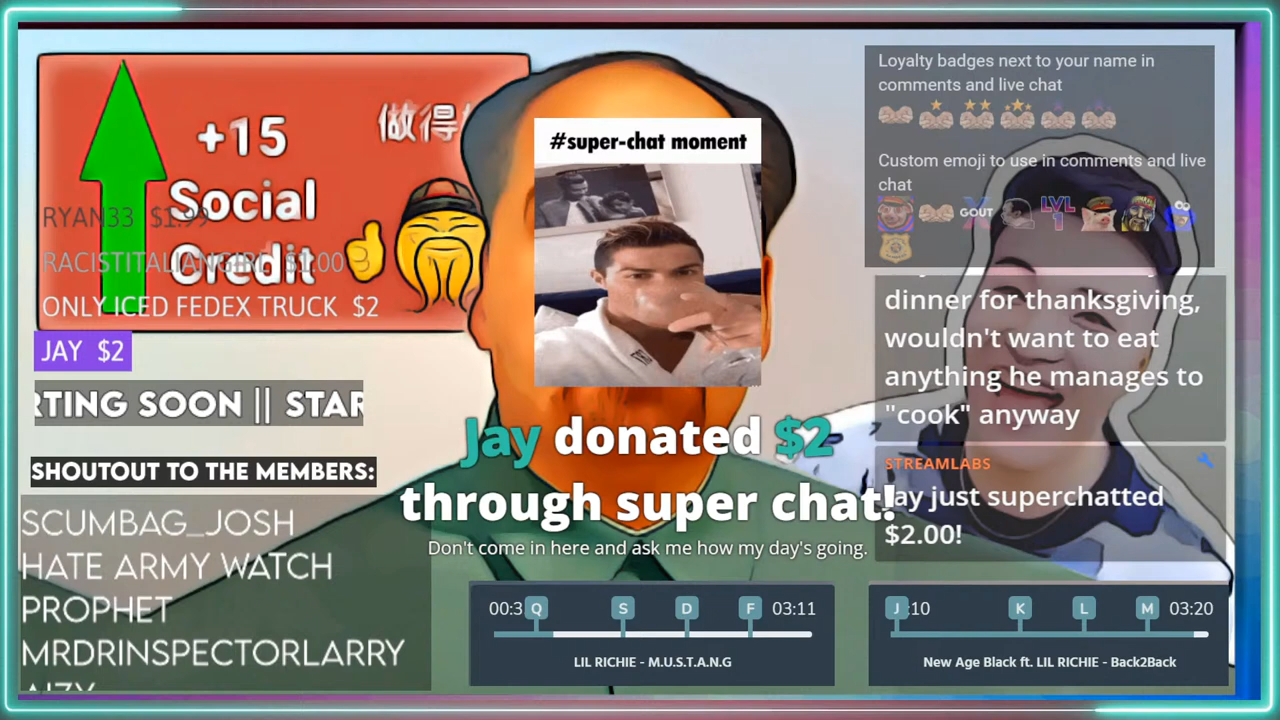 +15
Social
Credit
做得
RYAN33 $1.99
RACISTITALIANGIRL $1.00
ONLY ICED FEDEX TRUCK $2
JAY $2
RTING SOON || STAR
SHOUTOUT TO THE MEMBERS:
SCUMBAG_JOSH
HATE ARMY WATCH
PROPHET
MRDRINSPECTORLARRY
#super-chat moment
Jay donated $2
through super chat!
Don't come in here and ask me how my day's going.
00:3 Q S D F 03:11
LIL RICHIE - M.U.S.T.A.N.G
Loyalty badges next to your name in
comments and live chat
Custom emoji to use in comments and live
chat
GOUT LVL
1
dinner for thanksgiving,
wouldn't want to eat
anything he manages to
"cook" anyway
STREAMLABS
Jay just superchatted
$2.00!
J :10 K L M 03:20
New Age Black ft. LIL RICHIE - Back2Back